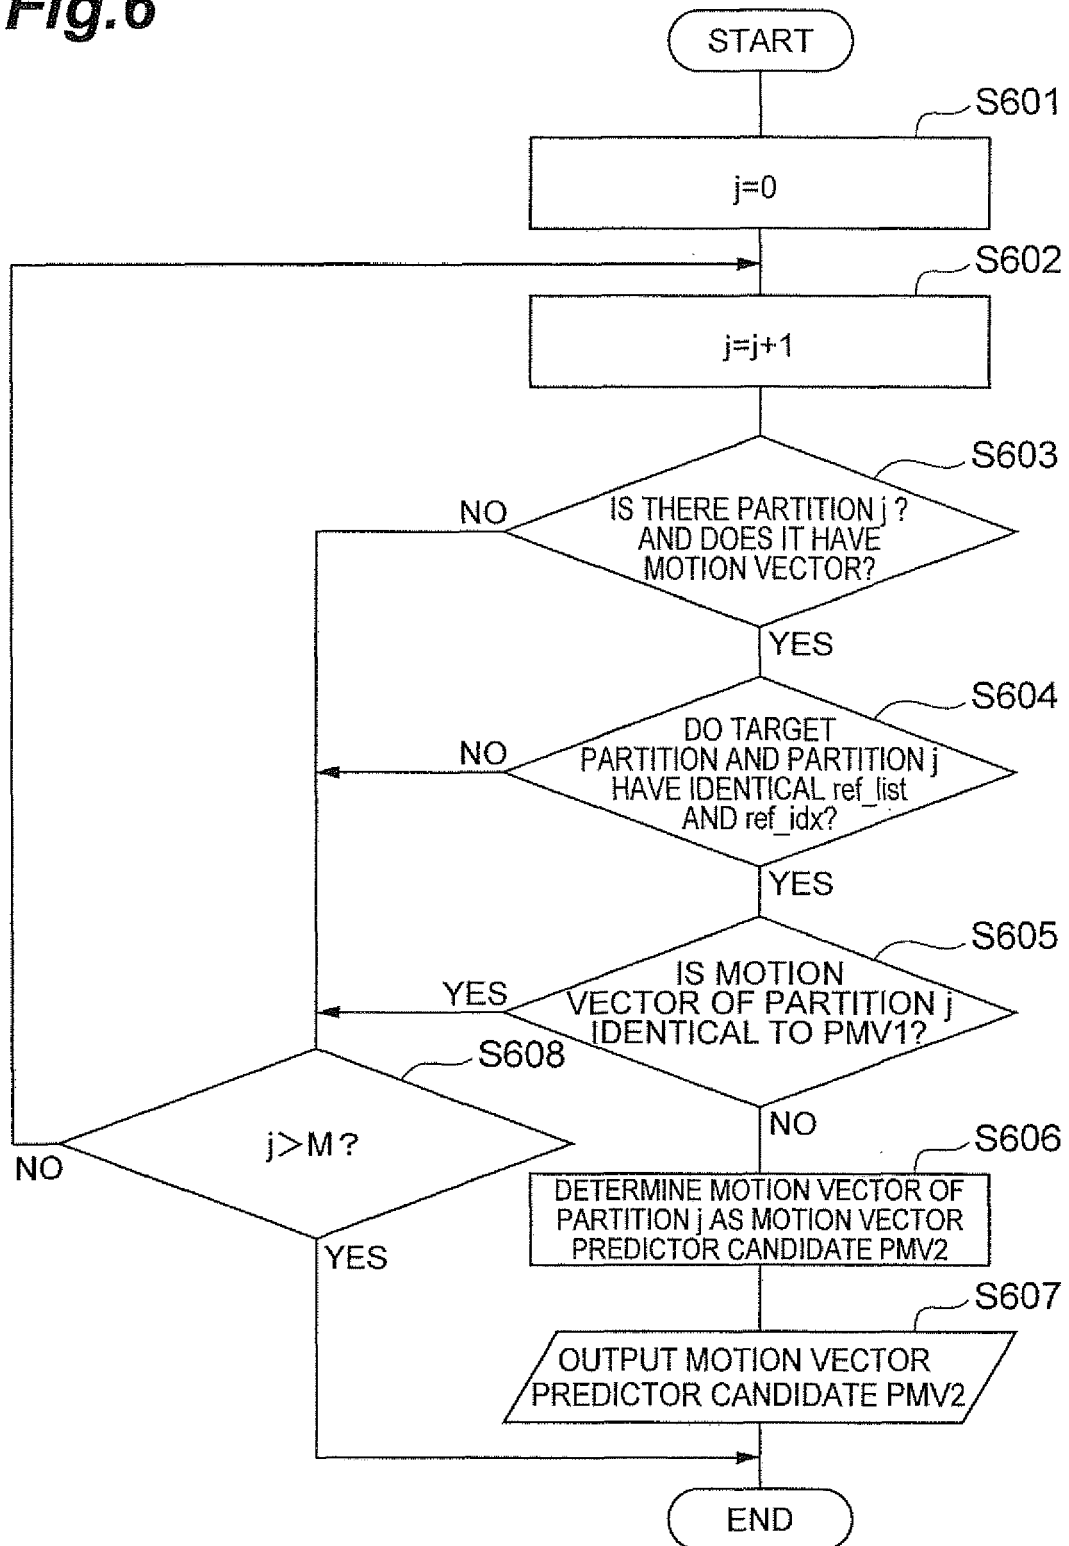 Fig.6
START
S601
j=0
S602
j=j+1
S603
NO
IS THERE PARTITION j ?
AND DOES IT HAVE
MOTION VECTOR?
YES
S604
NO
DO TARGET
PARTITION AND PARTITION j
HAVE IDENTICAL ref_list
AND ref_idx?
YES
S605
YES
IS MOTION
VECTOR OF PARTITION j
IDENTICAL TO PMV1?
NO
S608
j>M?
NO
YES
S606
DETERMINE MOTION VECTOR OF
PARTITION j AS MOTION VECTOR
PREDICTOR CANDIDATE PMV2
S607
OUTPUT MOTION VECTOR
PREDICTOR CANDIDATE PMV2
END